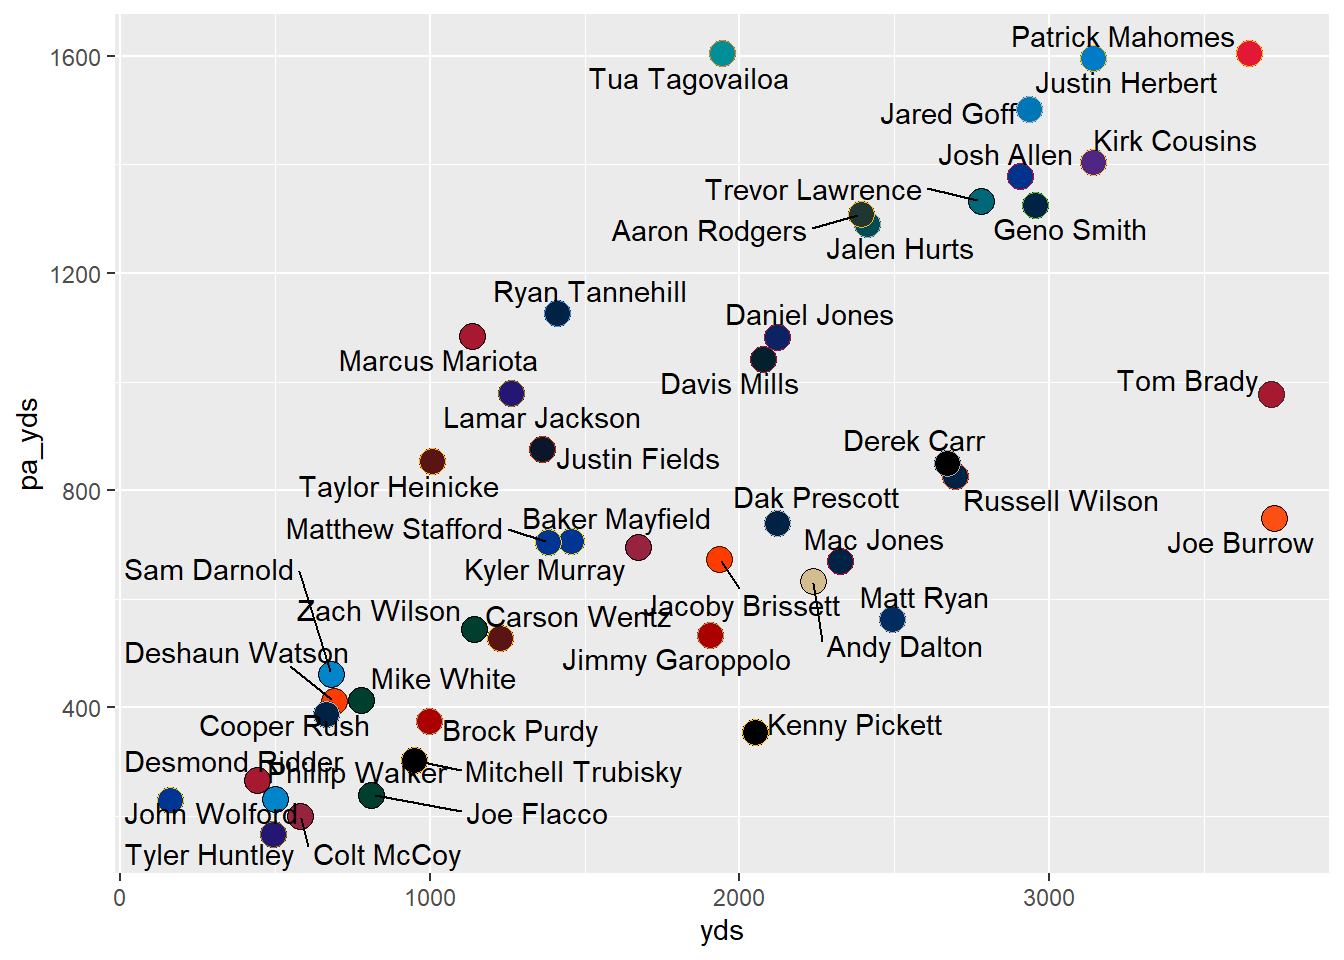 Patrick Mahomes
1600
Tua Tagovailoa
Justin Herbert
Jared Goff
Kirk Cousins
Josh Allen
Trevor Lawrence
Aaron Rodgers
Geno Smith
Jalen Hurts
1200
Ryan Tannehill
Daniel Jones
Marcus Mariota
Davis Mills
Tom Brady
Lamar Jackson
Derek Carr
Justin Fields
Taylor Heinicke
800
Dak Prescott
Russell Wilson
Matthew Stafford
Baker Mayfield
Mac Jones
Joe Burrow
Sam Darnold
Kyler Murray
Zach Wilson
Carson Wentz
Jacoby Brissett
Matt Ryan
Andy Dalton
Deshaun Watson
Jimmy Garoppolo
Mike White
400
Cooper Rush
Brock Purdy
Kenny Pickett
Desmond Ridder
Phillip Walker
Mitchell Trubisky
John Wolford
Joe Flacco
Tyler Huntley
Colt McCoy
pa_yds
0
1000
2000
3000
yds